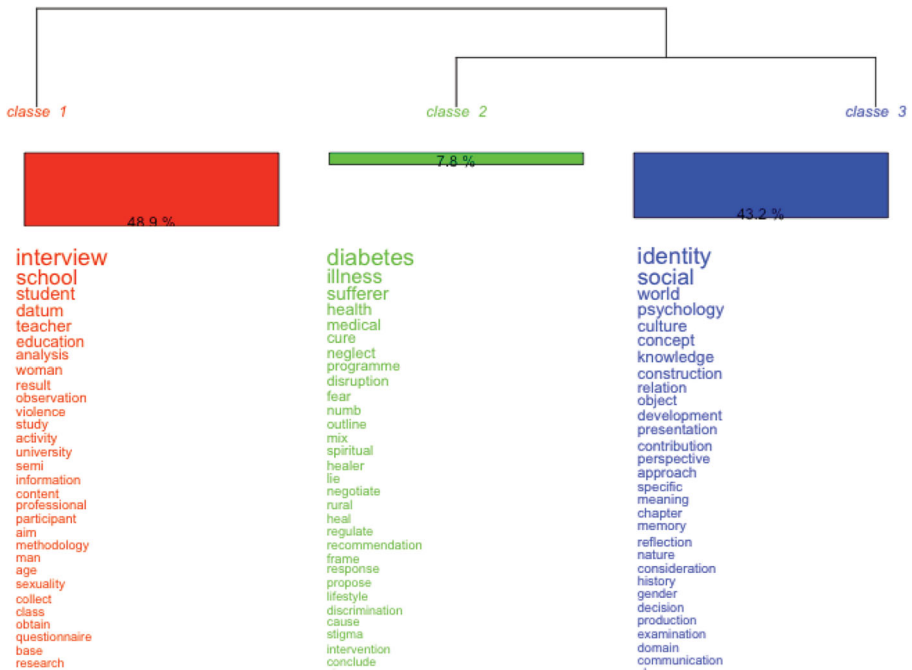 classe 1
classe 2
classe 3
48.9 %
7.8 %
43.2 %
interview
school
student
datum
teacher
education
analysis
woman
result
observation
violence
study
activity
university
semi
information
content
professional
participant
aim
methodology
man
age
sexuality
collect
class
obtain
questionnaire
base
research
diabetes
illness
sufferer
health
medical
cure
neglect
programme
disruption
fear
numb
outline
mix
spiritual
healer
lie
negotiate
rural
heal
regulate
recommendation
frame
response
propose
lifestyle
discrimination
cause
stigma
intervention
conclude
identity
social
world
psychology
culture
concept
knowledge
construction
relation
object
development
presentation
contribution
perspective
approach
specific
meaning
chapter
memory
reflection
nature
consideration
history
gender
decision
production
examination
domain
communication